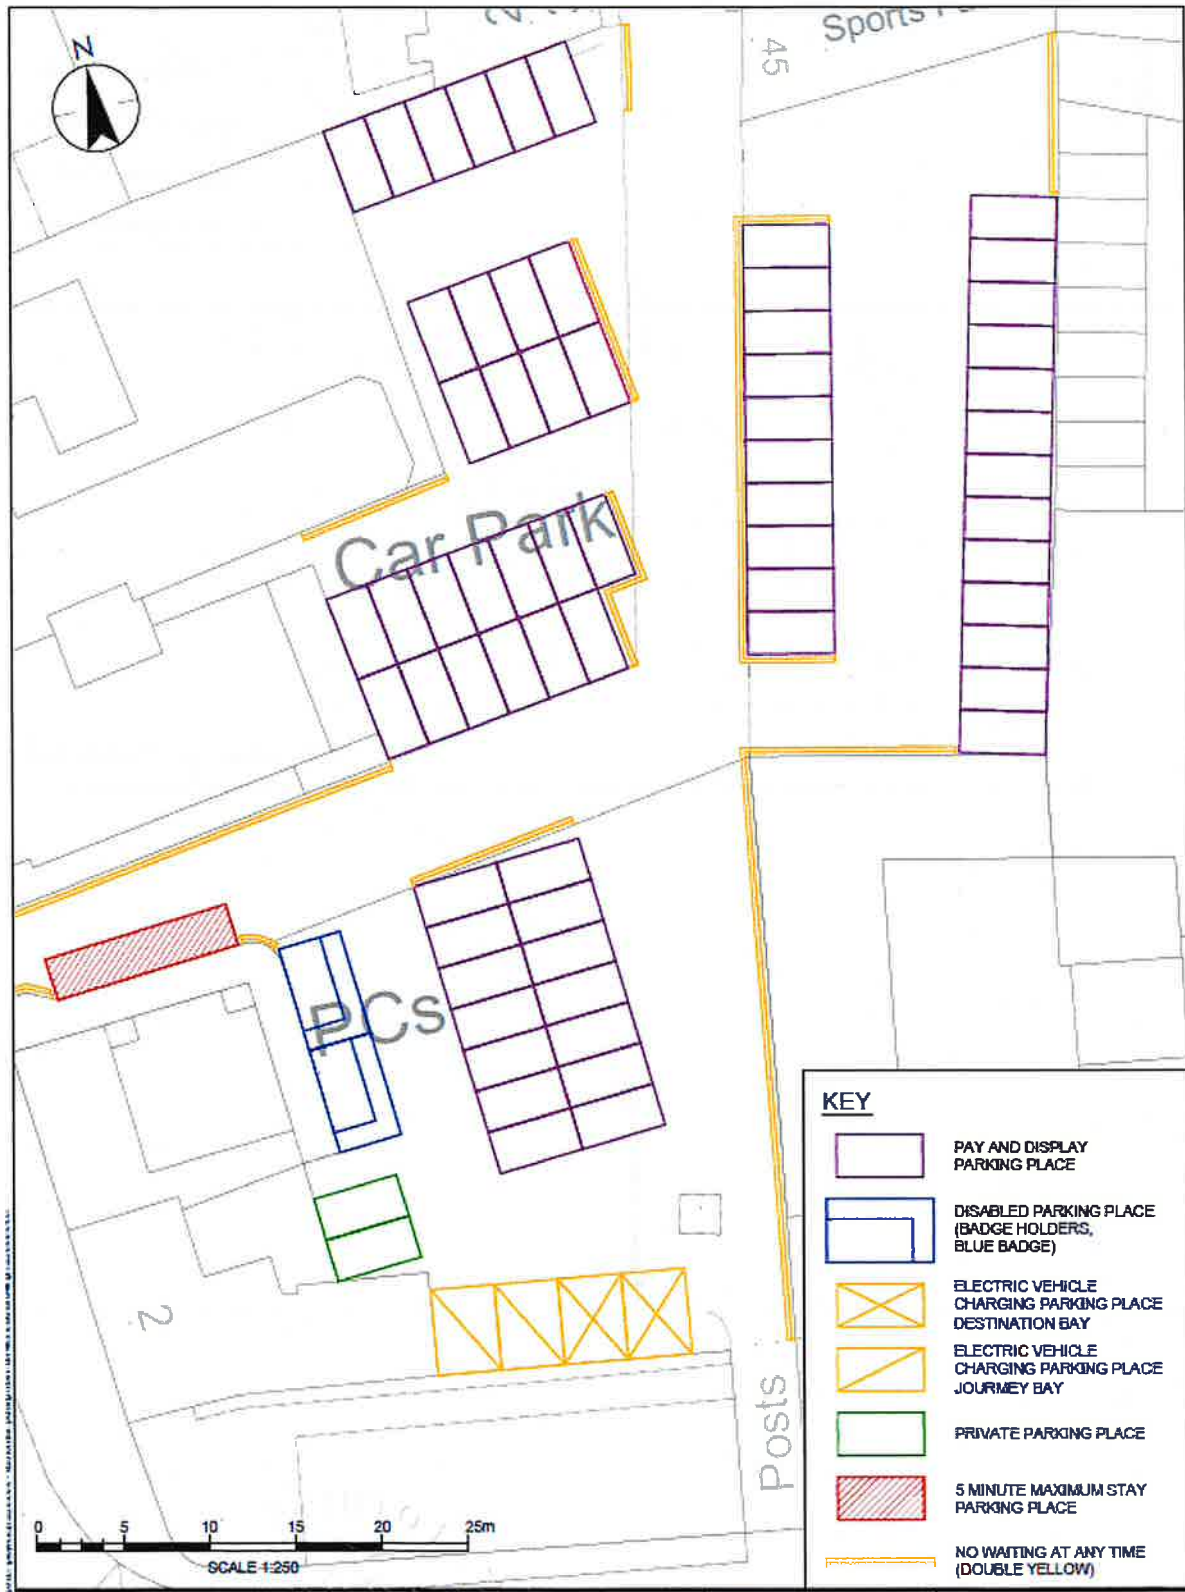 Sports
N
45
Car Park
PCs
2
Posts
KEY
PAY AND DISPLAY
PARKING PLACE
DISABLED PARKING PLACE
(BADGE HOLDERS,
BLUE BADGE)
ELECTRIC VEHICLE
CHARGING PARKING PLACE
DESTINATION BAY
ELECTRIC VEHICLE
CHARGING PARKING PLACE
JOURMEY BAY
PRIVATE PARKING PLACE
5 MINUTE MAXIMUM STAY
PARKING PLACE
NO WAITING AT ANY TIME
(DOUBLE YELLOW)
0 5 10 15 20 25m
SCALE 1:250